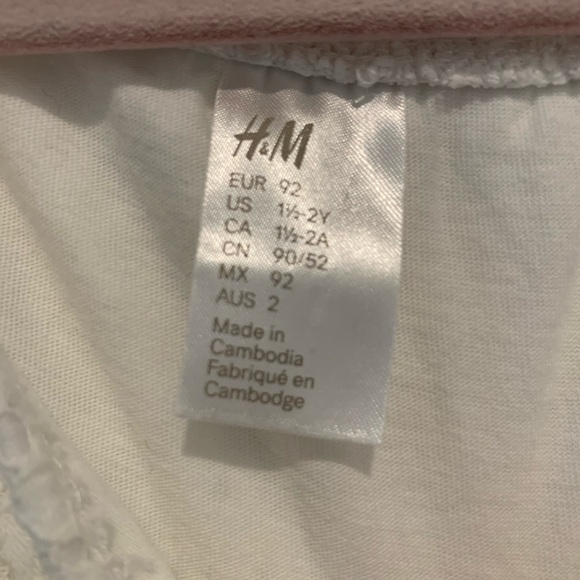 H&M
EUR 92
US 1½-2Y
CA 1½-2A
CN 90/52
MX 92
AUS 2
Made in
Cambodia
Fabriqué en
Cambodge